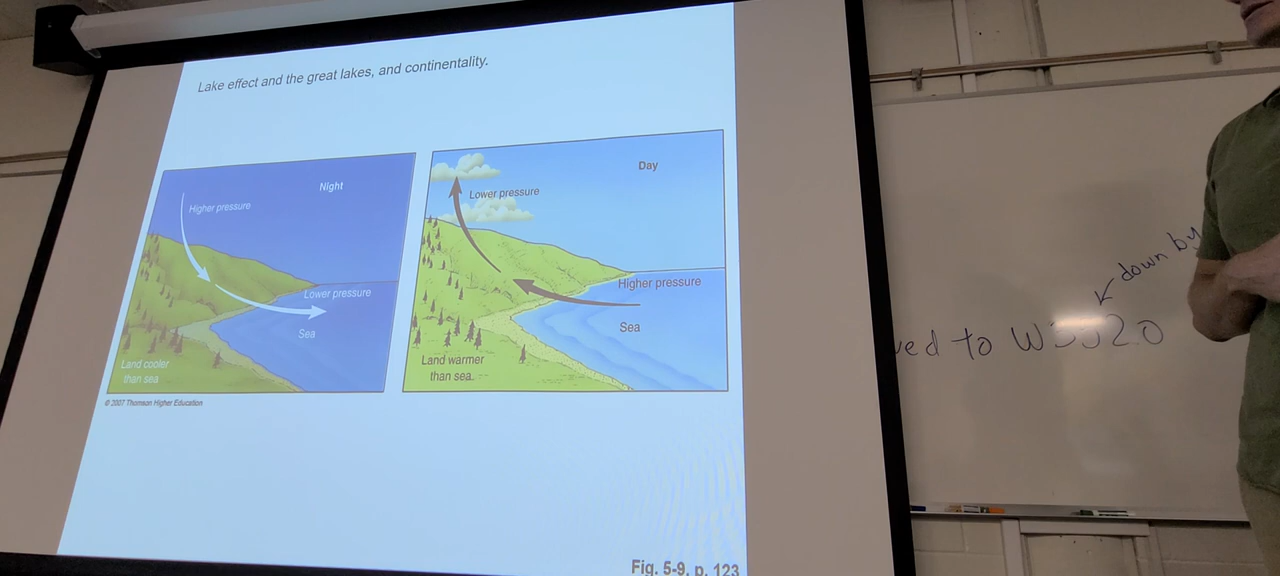 Lake effect and the great lakes, and continentality.
Night
Higher pressure
Lower pressure
Sea
Land cooler
than sea
Day
Lower pressure
Higher pressure
Sea
Land warmer
than sea
© 2007 Thomson Higher Education
Fig. 5-9, p. 123
down by
to